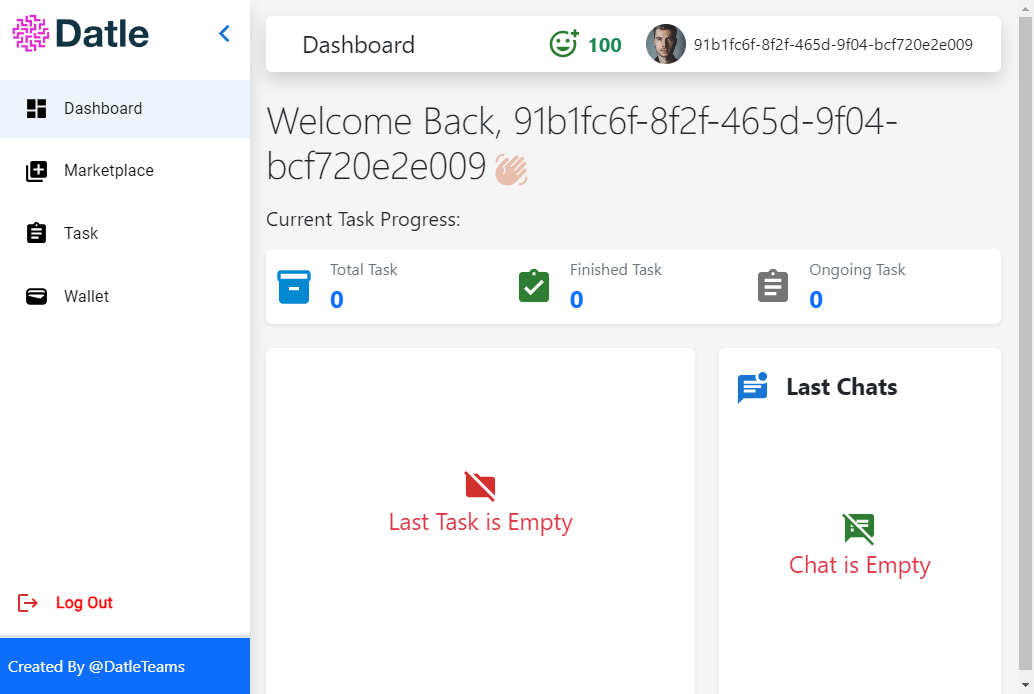 Datle
Dashboard
Marketplace
Task
Wallet
Log Out
Created By @DatleTeams
Dashboard
100
91b1fc6f-8f2f-465d-9f04-bcf720e2e009
Welcome Back, 91b1fc6f-8f2f-465d-9f04-
bcf720e2e009
Current Task Progress:
Total Task
0
Finished Task
0
Ongoing Task
0
Last Task is Empty
Last Chats
Chat is Empty